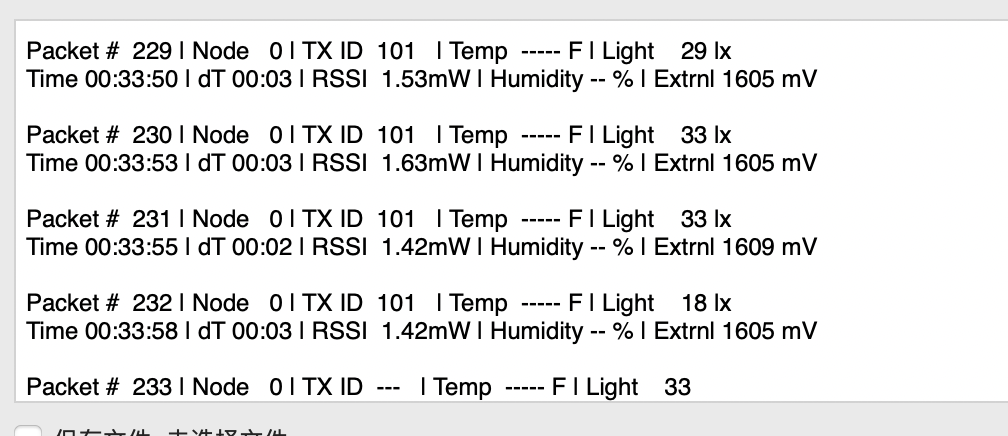 Packet #  229 | Node   0 | TX ID  101   | Temp  ----- F | Light    29 lx
Time 00:33:50 | dT 00:03 | RSSI  1.53mW | Humidity -- % | Extrnl 1605 mV
Packet #  230 | Node   0 | TX ID  101   | Temp  ----- F | Light    33 lx
Time 00:33:53 | dT 00:03 | RSSI  1.63mW | Humidity -- % | Extrnl 1605 mV
Packet #  231 | Node   0 | TX ID  101   | Temp  ----- F | Light    33 lx
Time 00:33:55 | dT 00:02 | RSSI  1.42mW | Humidity -- % | Extrnl 1609 mV
Packet #  232 | Node   0 | TX ID  101   | Temp  ----- F | Light    18 lx
Time 00:33:58 | dT 00:03 | RSSI  1.42mW | Humidity -- % | Extrnl 1605 mV
Packet #  233 | Node   0 | TX ID  ---   | Temp  ----- F | Light    33